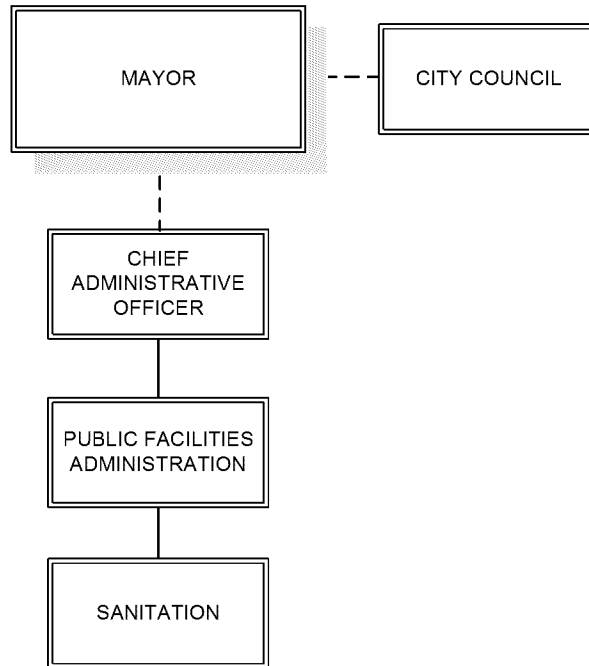 MAYOR
CITY COUNCIL
CHIEF
ADMINISTRATIVE
OFFICER
PUBLIC FACILITIES
ADMINISTRATION
SANITATION